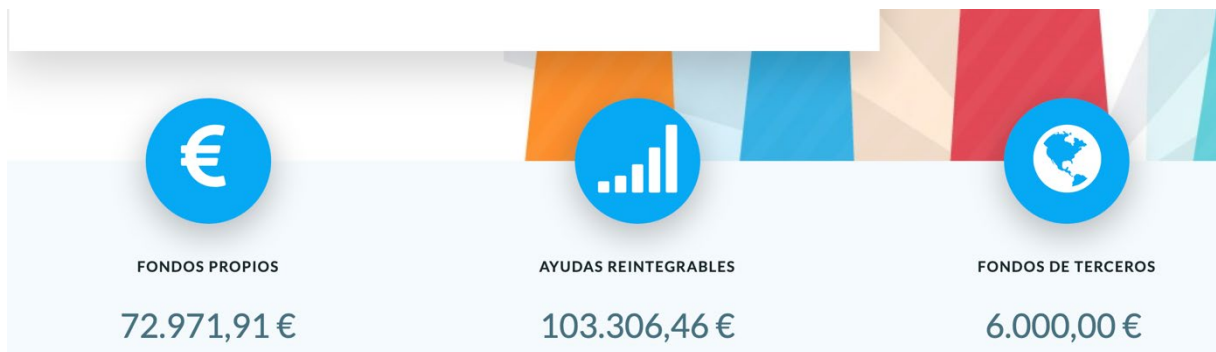 €
FONDOS PROPIOS AYUDAS REINTEGRABLES FONDOS DE TERCEROS
72.971,91 € 103.306,46 € 6.000,00 €